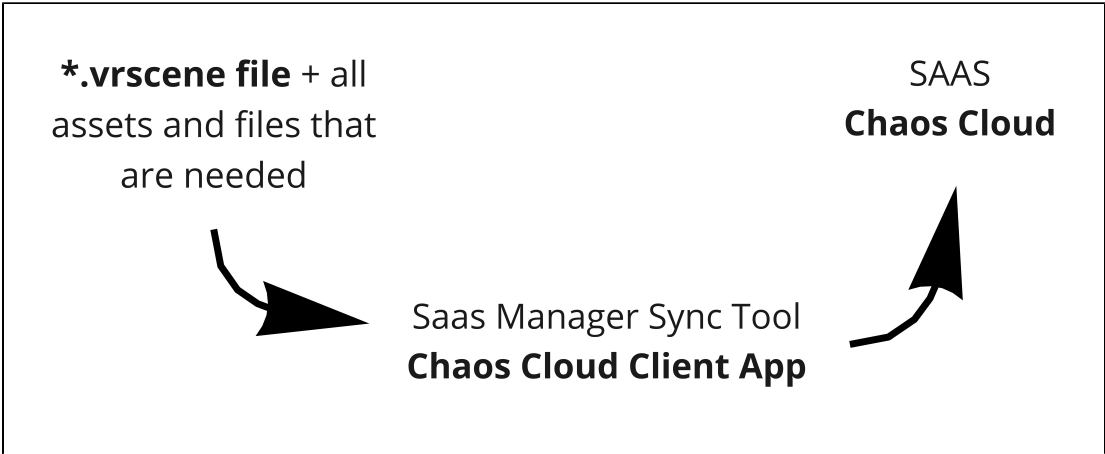 *.vrscene file + all
assets and files that
are needed
SAAS
Chaos Cloud
Saas Manager Sync Tool
Chaos Cloud Client App